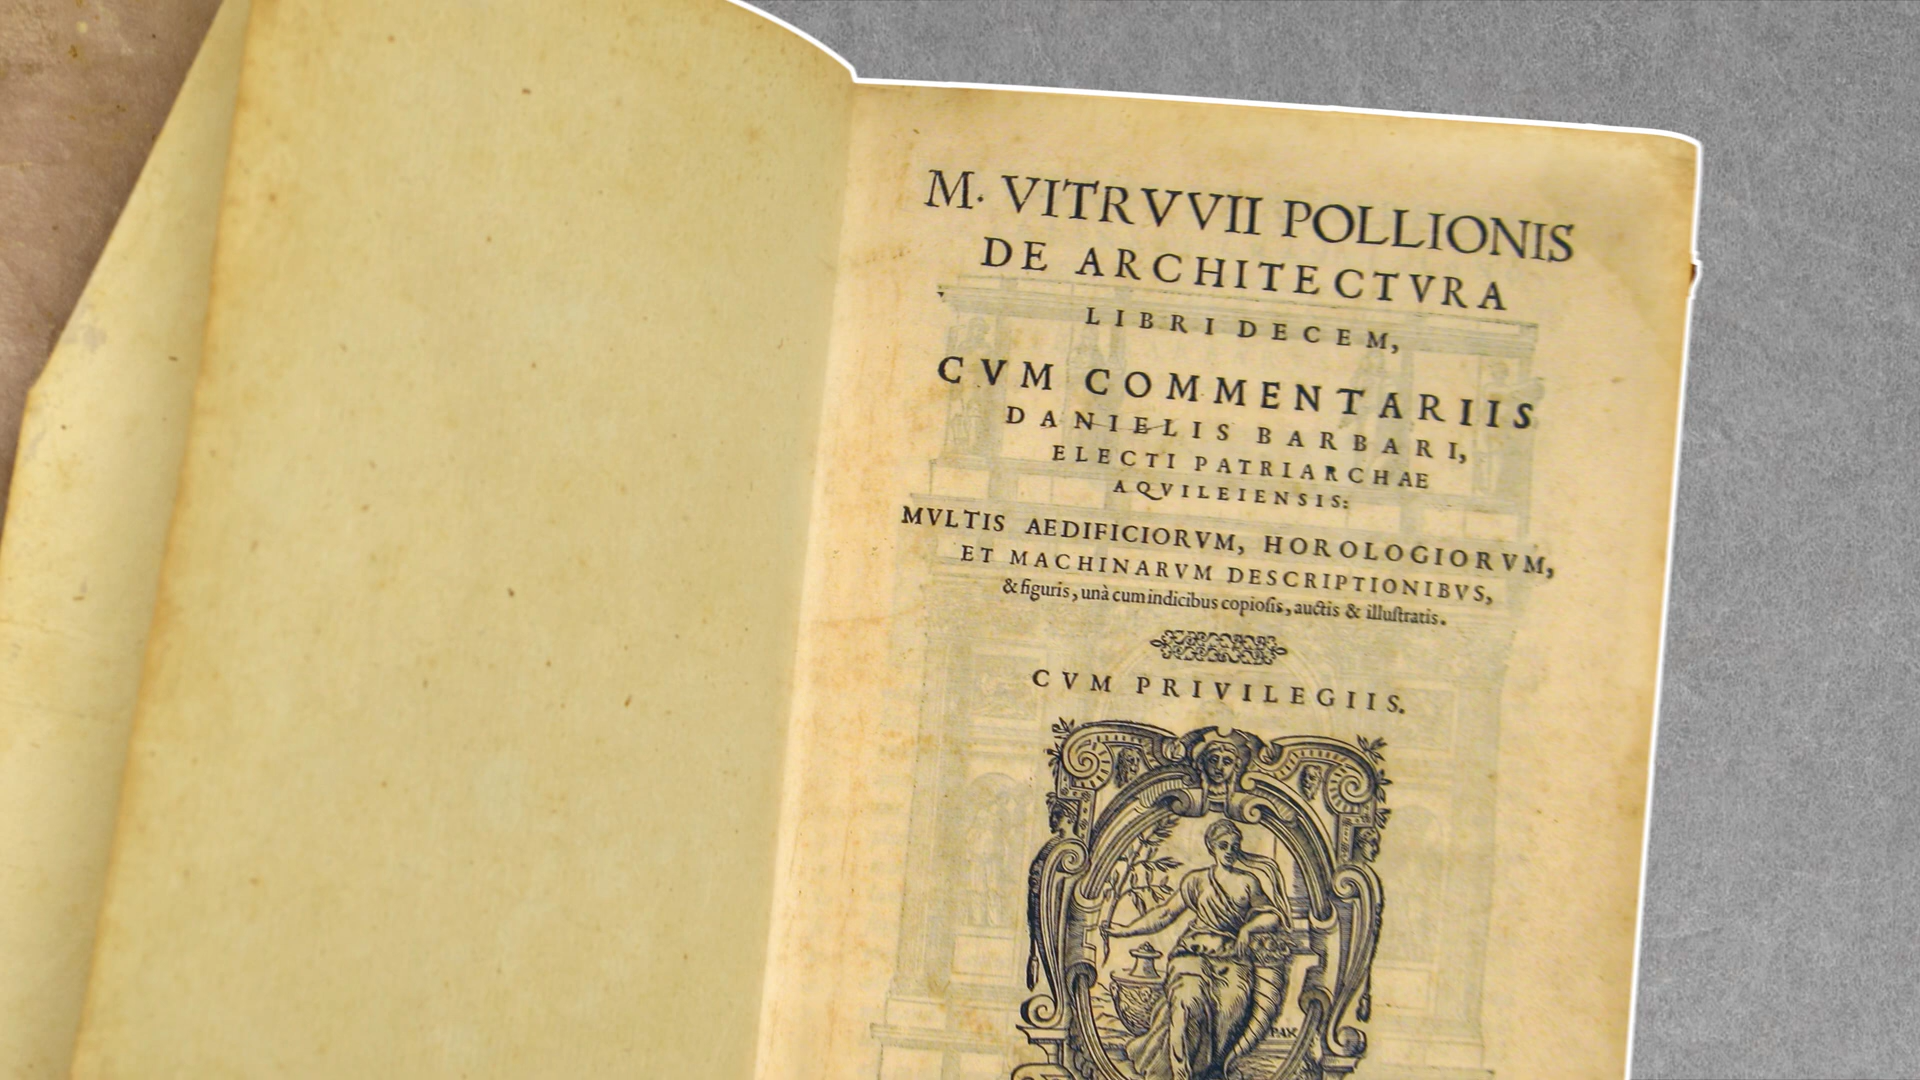 M. VITRVVII POLLIONIS
DE ARCHITECTVRA
LIBRI DECEM,
CVM COMMENTARIIS
DANIELIS BARBARI,
ELECTI PATRIARCHAE
AQVILEIENSIS:
MVLTIS AEDIFICIORVM, HOROLOGIORVM,
ET MACHINARVM DESCRIPTIONIBVS,
& figuris, unà cum indicibus copiosis, auctis & illustratis.
CVM PRIVILEGIIS.
PAX